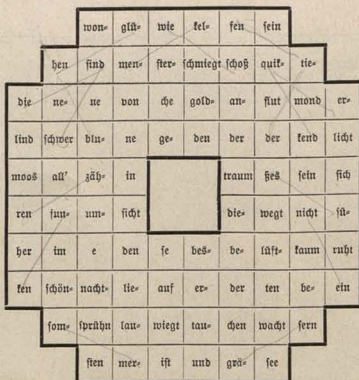 won- glü- wie kel- fen sein
hen sind men- ster- schmiegt schoß quik- tie-
die ne- ne von che gold- an- flut mond er-
lind schwer blu- ne ge- den der der kend licht
moos all' zäh- in traum ßes sein sich
ren fun- um- sicht die- wegt nicht sü-
her im e den se bes- be- lüft- kaum ruht
ken schön- nacht- lie- auf er- der ten be- ein
som- sprühn lau- wiegt tau- chen wacht sern
sten mer- ist und grä- see